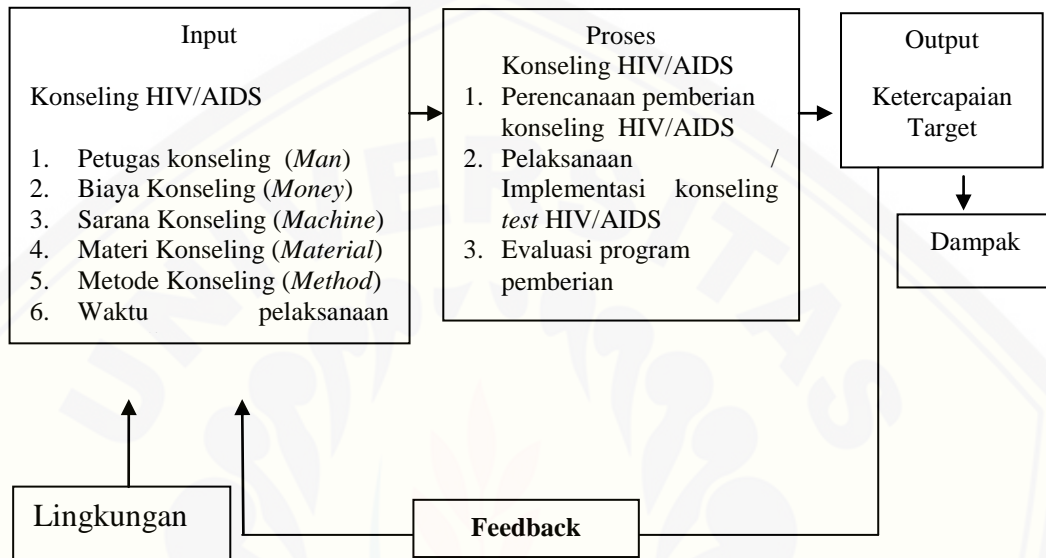 Input
Konseling HIV/AIDS
1. Petugas konseling (Man)
2. Biaya Konseling (Money)
3. Sarana Konseling (Machine)
4. Materi Konseling (Material)
5. Metode Konseling (Method)
6. Waktu pelaksanaan
Proses
Konseling HIV/AIDS
1. Perencanaan pemberian
konseling HIV/AIDS
2. Pelaksanaan /
Implementasi konseling
test HIV/AIDS
3. Evaluasi program
pemberian
Output
Ketercapaian
Target
Dampak
Lingkungan
Feedback
UNIVERSITAS